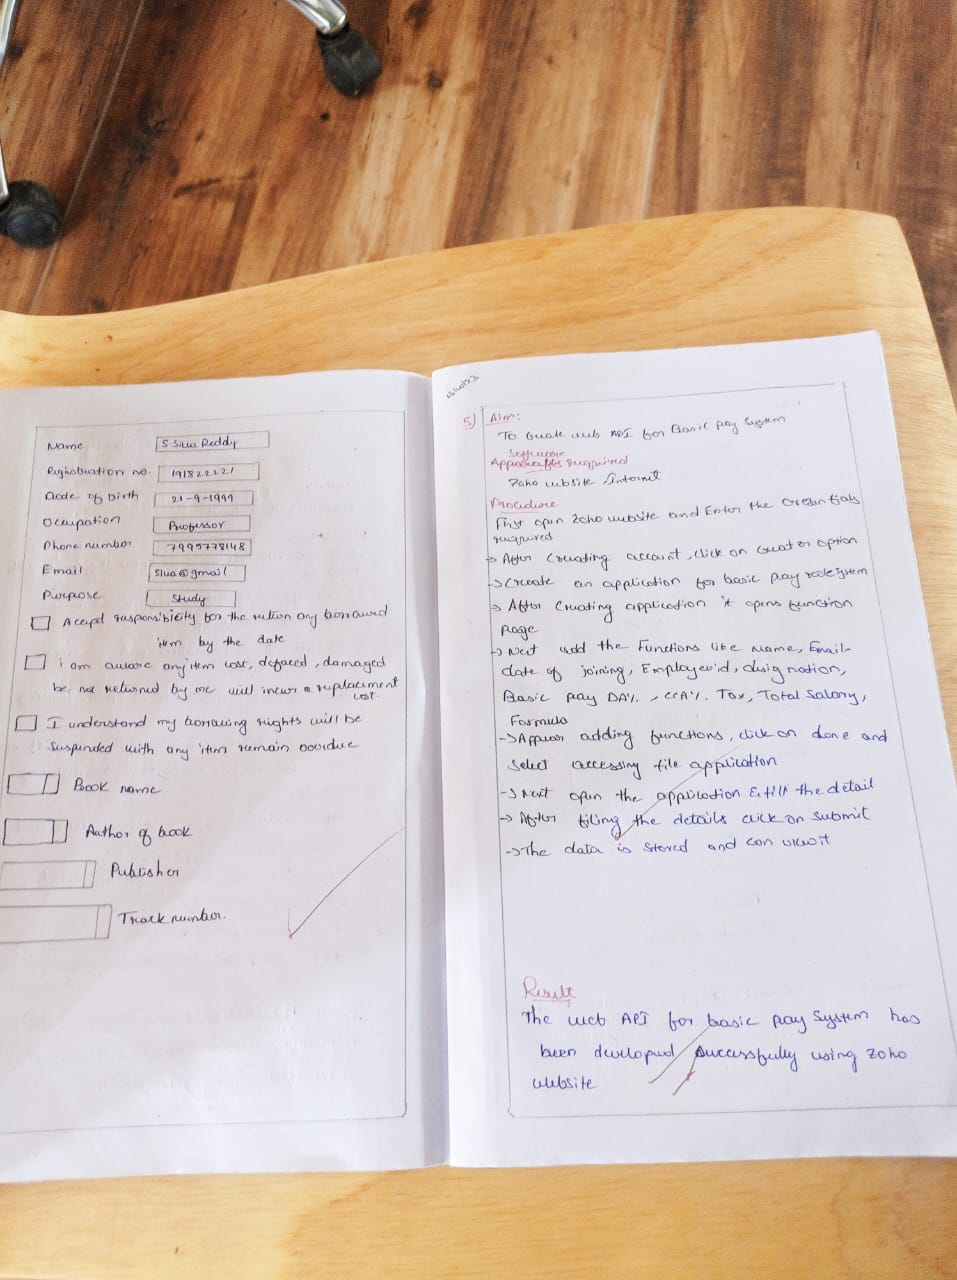 Name S Siva Reddy
Registration no. 191822221
Date of birth 21-9-1999
Occupation Professor
Phone number 7995778148
Email Siva@gmail
Purpose Study
Accept responsibility for the return any borrowed
item by the date
i am aware any item lost, defaced, damaged
be not returned by me will incur a replacement
cost.
I understand my borrowing rights will be
suspended with any item remain overdue
Book name
Author of book
Publisher
Track number.
5) Aim:
To Create web API for Basic pay System
Software
required
Zoho website, Internet
Procedure
First open Zoho website and Enter the Credentials
required
→ After Creating account, click on option
→ Create an application for basic pay System
→ After Creating application it opens function
Page
→ Next add the Functions like Name, Email
date of joining, Employee id, designation,
Basic pay DA%, CCA%. Tax, Total Salary,
Formula
→ adding functions, click on done and
Select accessing file application
→ Next open the application & fill the detail
→ After filing the details click on submit
→ The data is stored and can view it
Result
The web API for basic pay System has
been developed successfully using Zoho
website